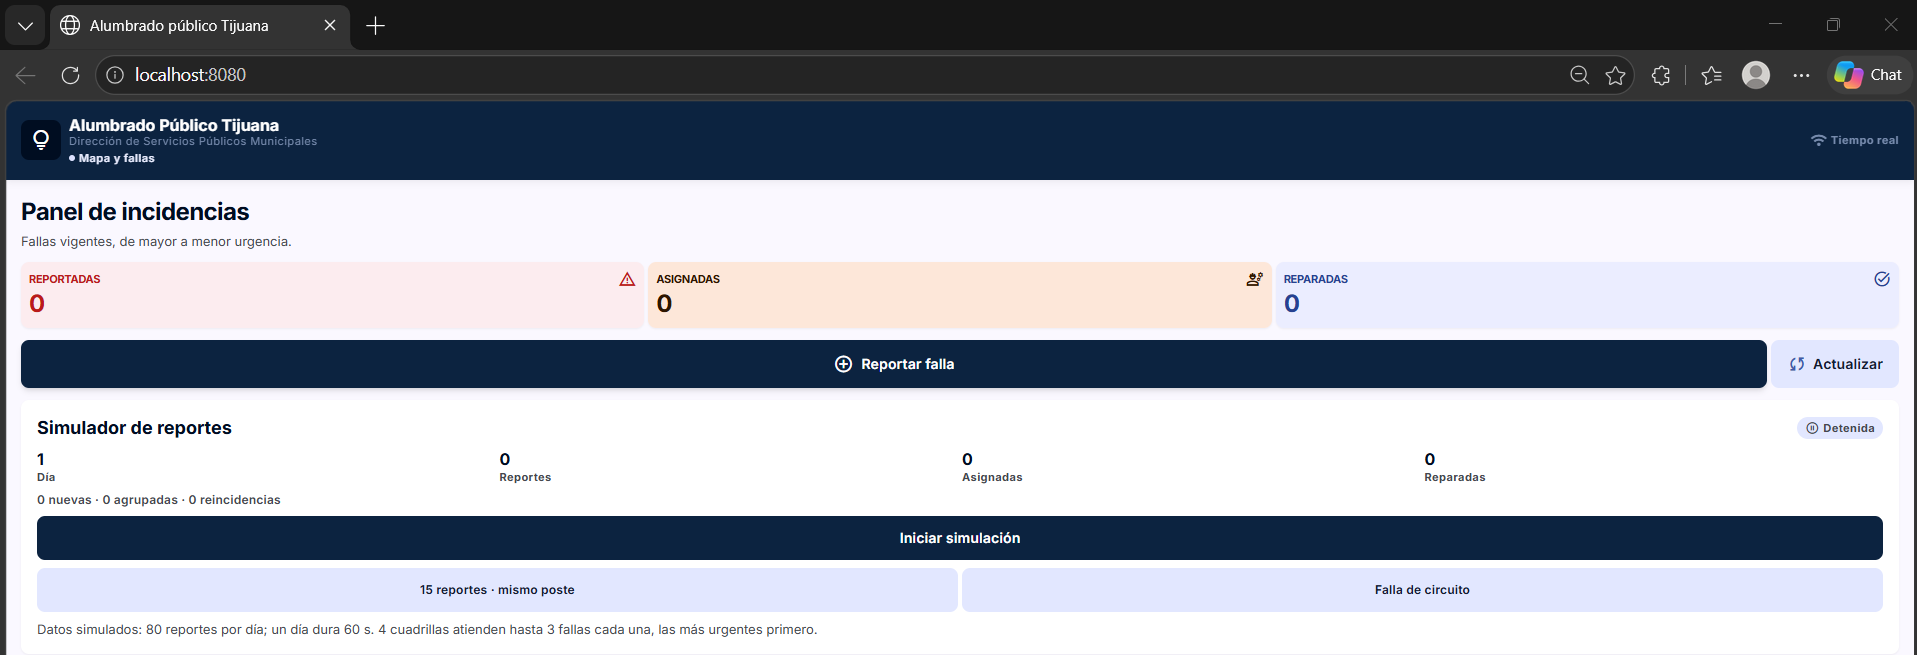 Alumbrado público Tijuana
localhost:8080
Chat
Alumbrado Público Tijuana
Dirección de Servicios Públicos Municipales
Mapa y fallas
Tiempo real
Panel de incidencias
Fallas vigentes, de mayor a menor urgencia.
REPORTADAS
0
ASIGNADAS
0
REPARADAS
0
Reportar falla
Actualizar
Simulador de reportes
Detenida
1
Día
0
Reportes
0
Asignadas
0
Reparadas
0 nuevas · 0 agrupadas · 0 reincidencias
Iniciar simulación
15 reportes · mismo poste
Falla de circuito
Datos simulados: 80 reportes por día; un día dura 60 s. 4 cuadrillas atienden hasta 3 fallas cada una, las más urgentes primero.